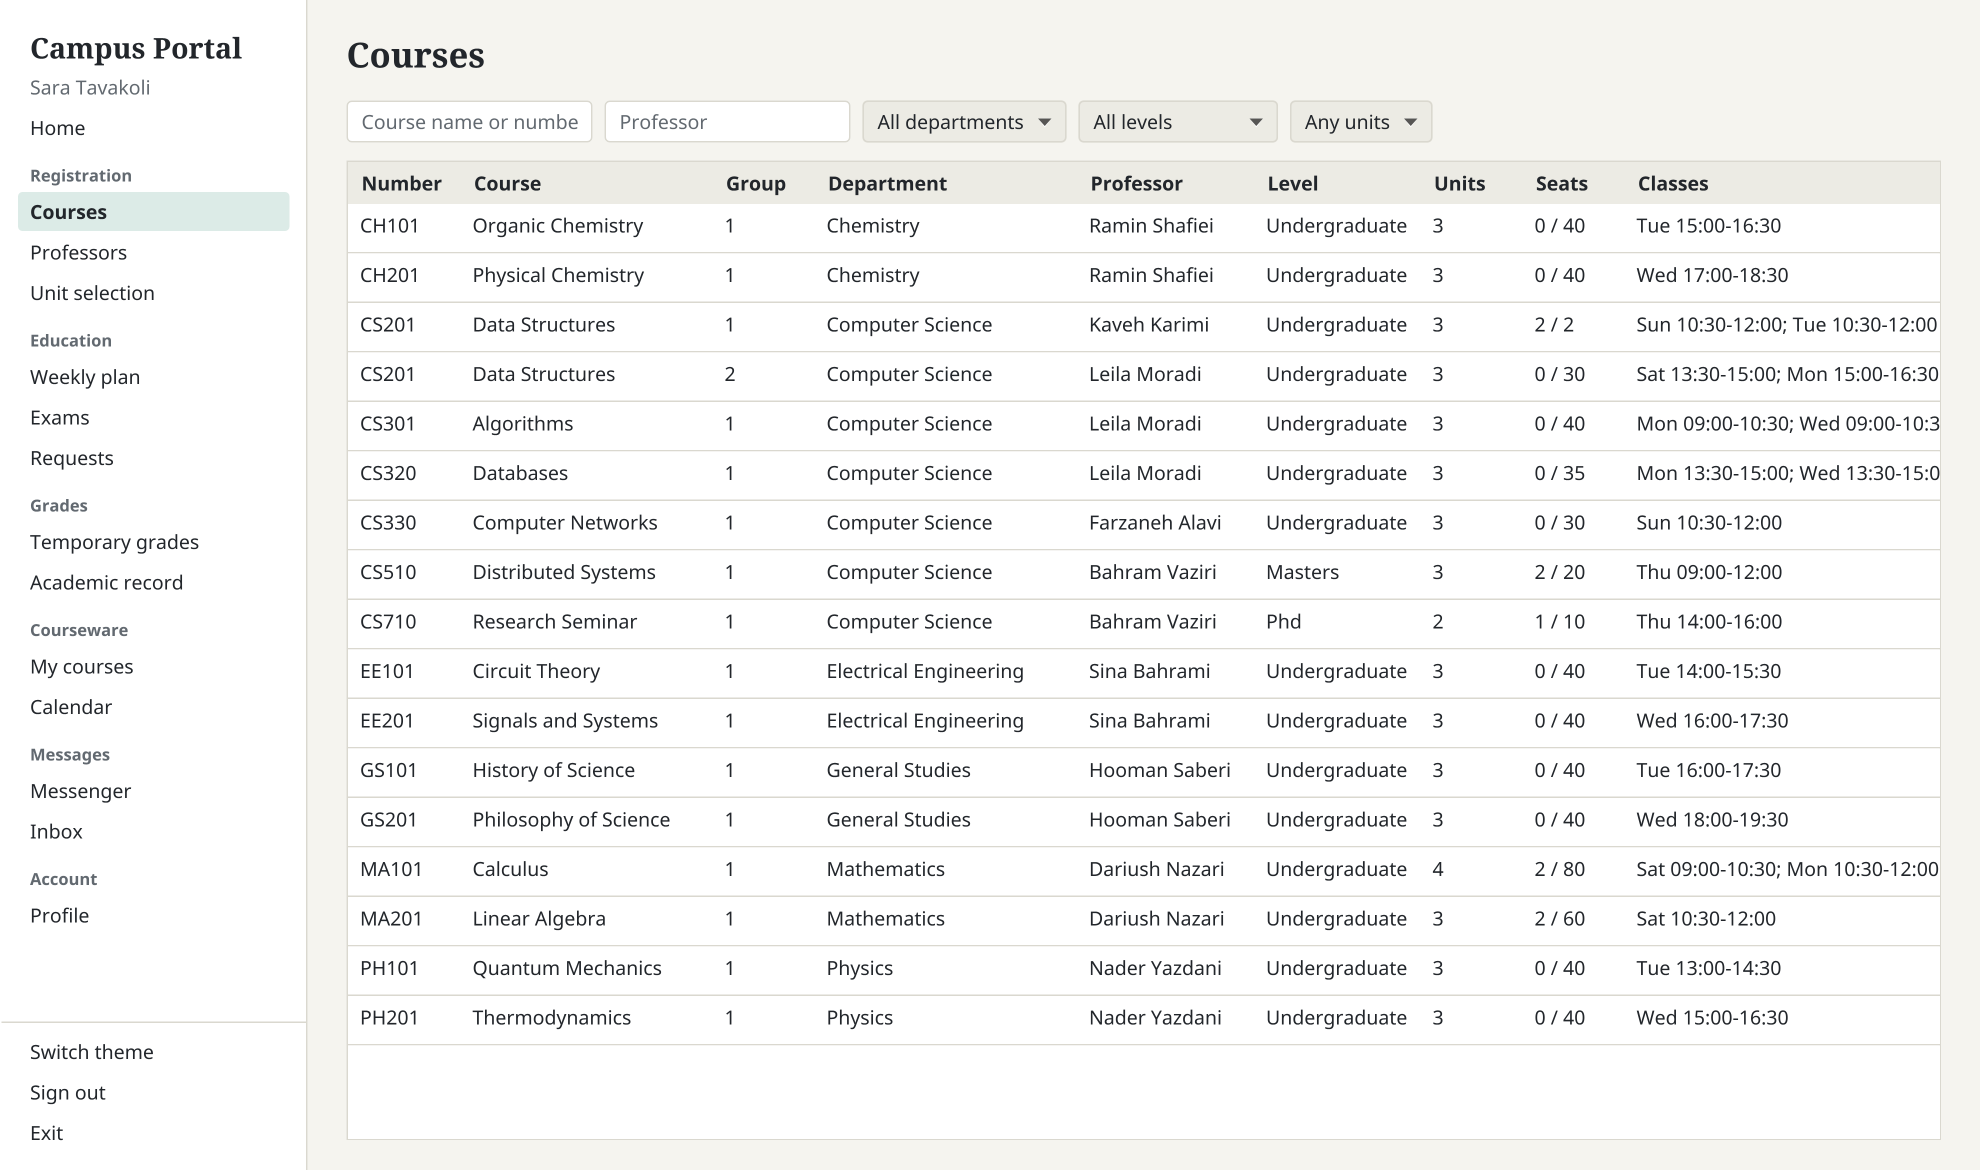 Campus Portal
Sara Tavakoli
Home
Registration
Courses
Professors
Unit selection
Education
Weekly plan
Exams
Requests
Grades
Temporary grades
Academic record
Courseware
My courses
Calendar
Messages
Messenger
Inbox
Account
Profile
Switch theme
Sign out
Exit
Courses
Course name or numbe Professor All departments All levels Any units
Number Course Group Department Professor Level Units Seats Classes
CH101 Organic Chemistry 1 Chemistry Ramin Shafiei Undergraduate 3 0 / 40 Tue 15:00-16:30
CH201 Physical Chemistry 1 Chemistry Ramin Shafiei Undergraduate 3 0 / 40 Wed 17:00-18:30
CS201 Data Structures 1 Computer Science Kaveh Karimi Undergraduate 3 2 / 2 Sun 10:30-12:00; Tue 10:30-12:00
CS201 Data Structures 2 Computer Science Leila Moradi Undergraduate 3 0 / 30 Sat 13:30-15:00; Mon 15:00-16:30
CS301 Algorithms 1 Computer Science Leila Moradi Undergraduate 3 0 / 40 Mon 09:00-10:30; Wed 09:00-10:3
CS320 Databases 1 Computer Science Leila Moradi Undergraduate 3 0 / 35 Mon 13:30-15:00; Wed 13:30-15:0
CS330 Computer Networks 1 Computer Science Farzaneh Alavi Undergraduate 3 0 / 30 Sun 10:30-12:00
CS510 Distributed Systems 1 Computer Science Bahram Vaziri Masters 3 2 / 20 Thu 09:00-12:00
CS710 Research Seminar 1 Computer Science Bahram Vaziri Phd 2 1 / 10 Thu 14:00-16:00
EE101 Circuit Theory 1 Electrical Engineering Sina Bahrami Undergraduate 3 0 / 40 Tue 14:00-15:30
EE201 Signals and Systems 1 Electrical Engineering Sina Bahrami Undergraduate 3 0 / 40 Wed 16:00-17:30
GS101 History of Science 1 General Studies Hooman Saberi Undergraduate 3 0 / 40 Tue 16:00-17:30
GS201 Philosophy of Science 1 General Studies Hooman Saberi Undergraduate 3 0 / 40 Wed 18:00-19:30
MA101 Calculus 1 Mathematics Dariush Nazari Undergraduate 4 2 / 80 Sat 09:00-10:30; Mon 10:30-12:00
MA201 Linear Algebra 1 Mathematics Dariush Nazari Undergraduate 3 2 / 60 Sat 10:30-12:00
PH101 Quantum Mechanics 1 Physics Nader Yazdani Undergraduate 3 0 / 40 Tue 13:00-14:30
PH201 Thermodynamics 1 Physics Nader Yazdani Undergraduate 3 0 / 40 Wed 15:00-16:30